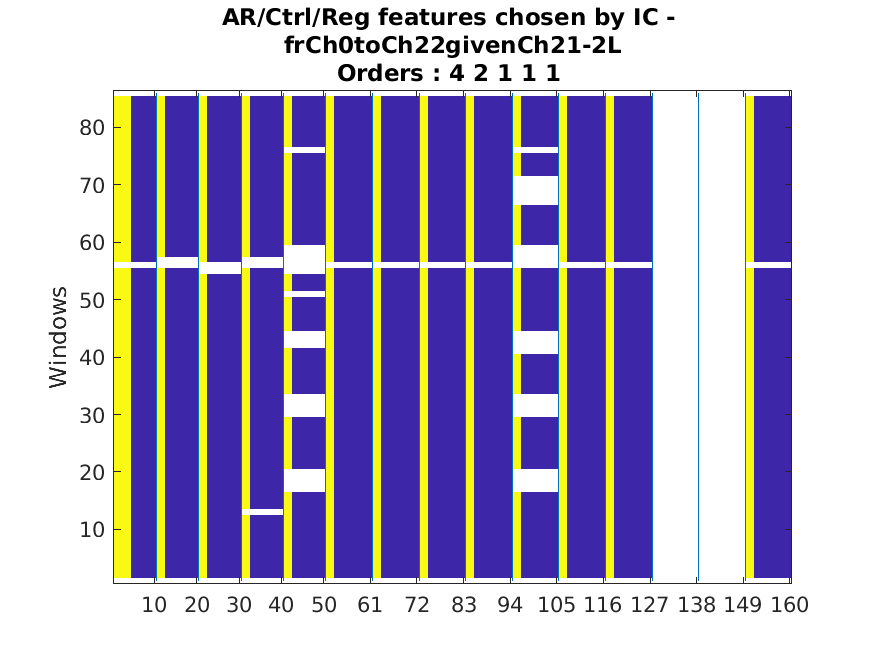 AR/Ctrl/Reg features chosen by IC -
frCh0toCh22givenCh21-2L
Orders : 4 2 1 1 1
80
70
60
50
40
30
20
10
Windows
10 20 30 40 50 61 72 83 94 105 116 127 138 149 160